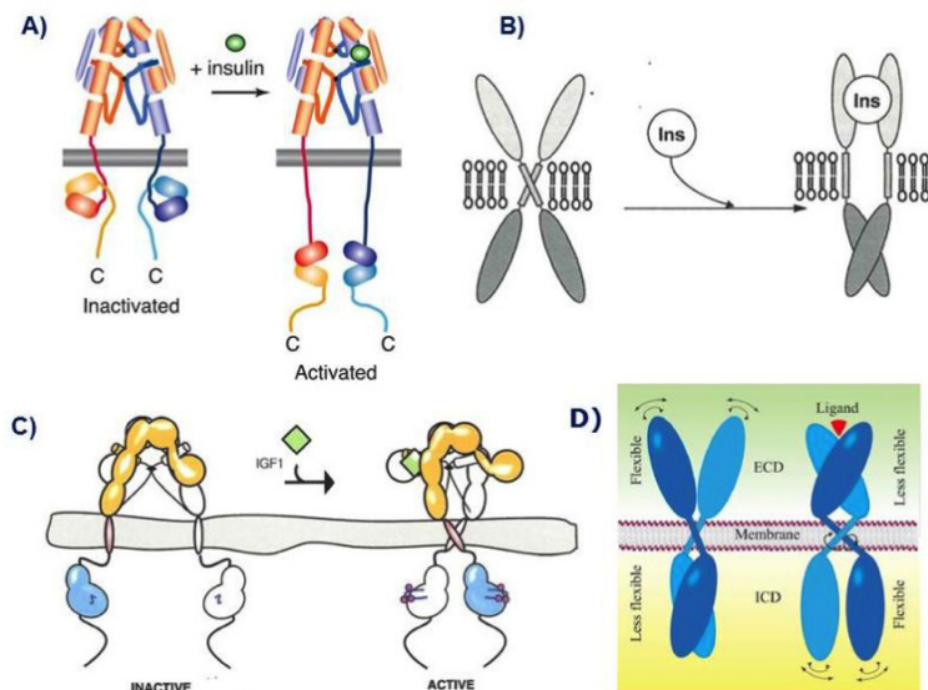 A)
+ insulin
C
C
Inactivated
C
C
Activated
B)
Ins
Ins
C)
IGF1
INACTIVE
ACTIVE
D)
Ligand
Flexible
ECD
Less flexible
Membrane
Less flexible
ICD
Flexible